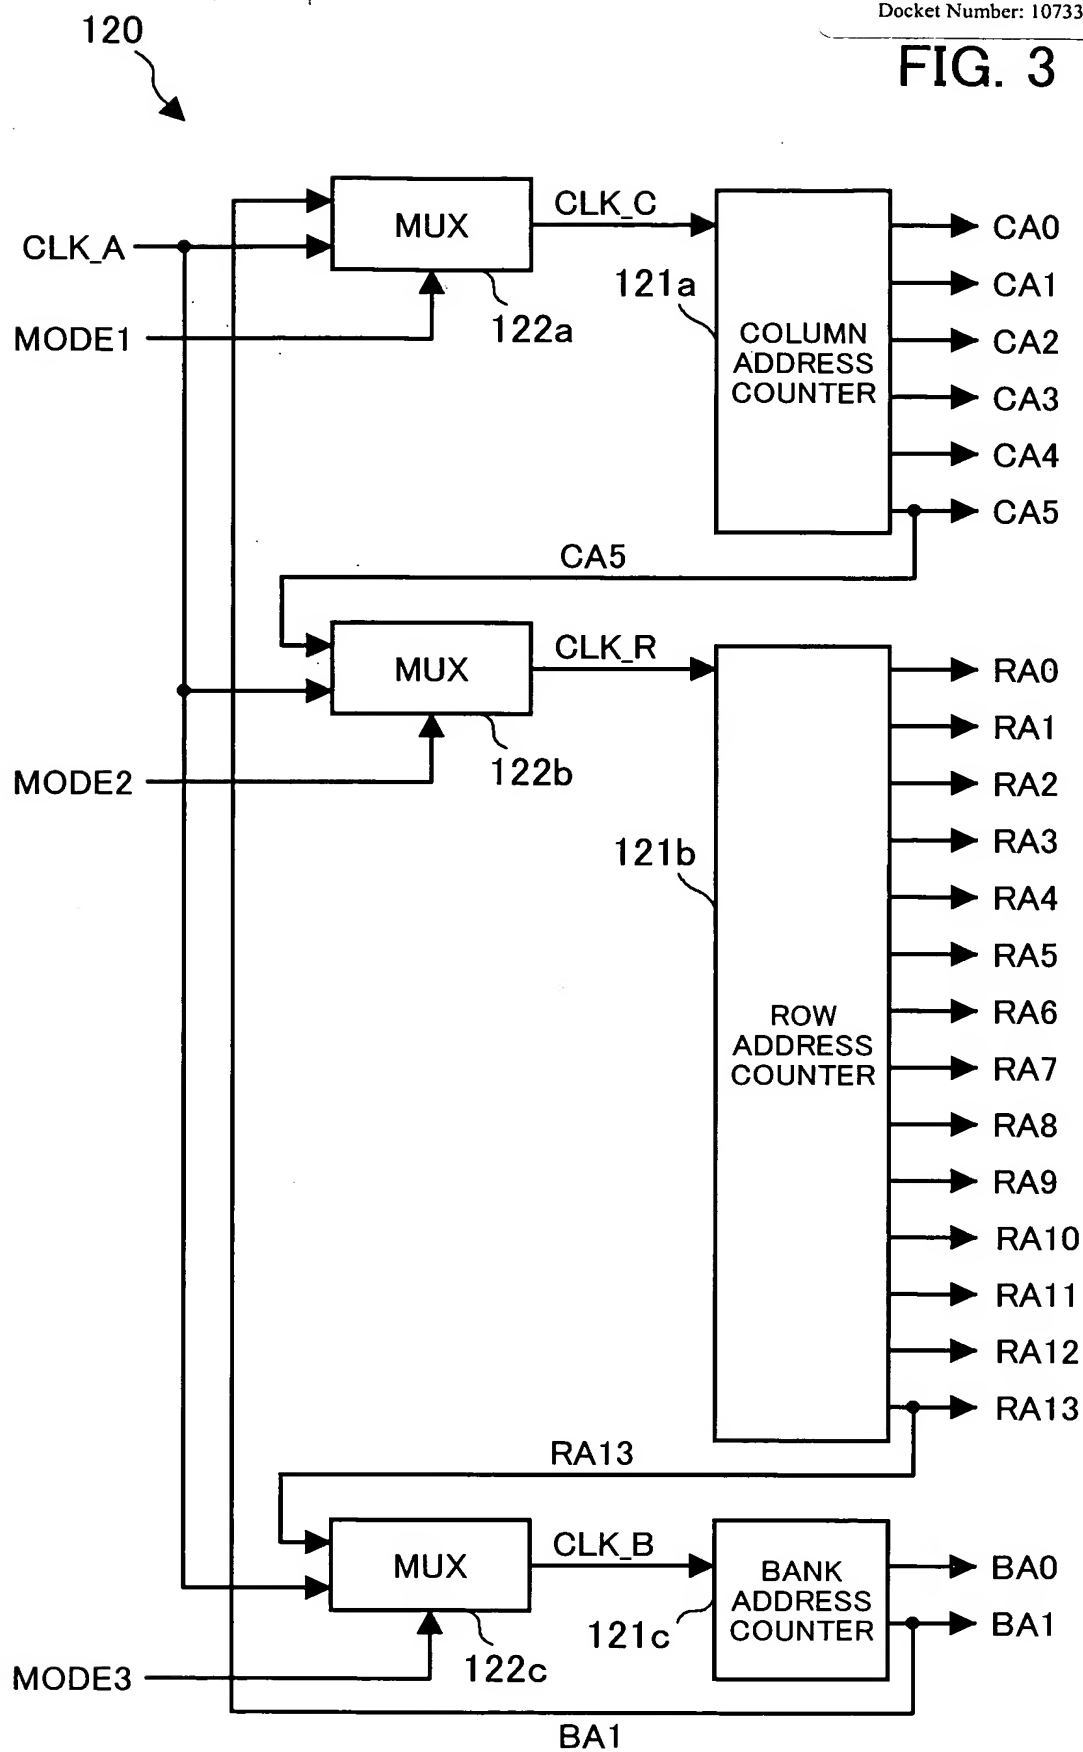 Docket Number: 10733
FIG. 3
120
CLK_A
MODE1
MUX
122a
CLK_C
121a
COLUMN
ADDRESS
COUNTER
CA0
CA1
CA2
CA3
CA4
CA5
CA5
MUX
122b
MODE2
CLK_R
121b
ROW
ADDRESS
COUNTER
RA0
RA1
RA2
RA3
RA4
RA5
RA6
RA7
RA8
RA9
RA10
RA11
RA12
RA13
RA13
MUX
122c
MODE3
CLK_B
121c
BANK
ADDRESS
COUNTER
BA0
BA1
BA1